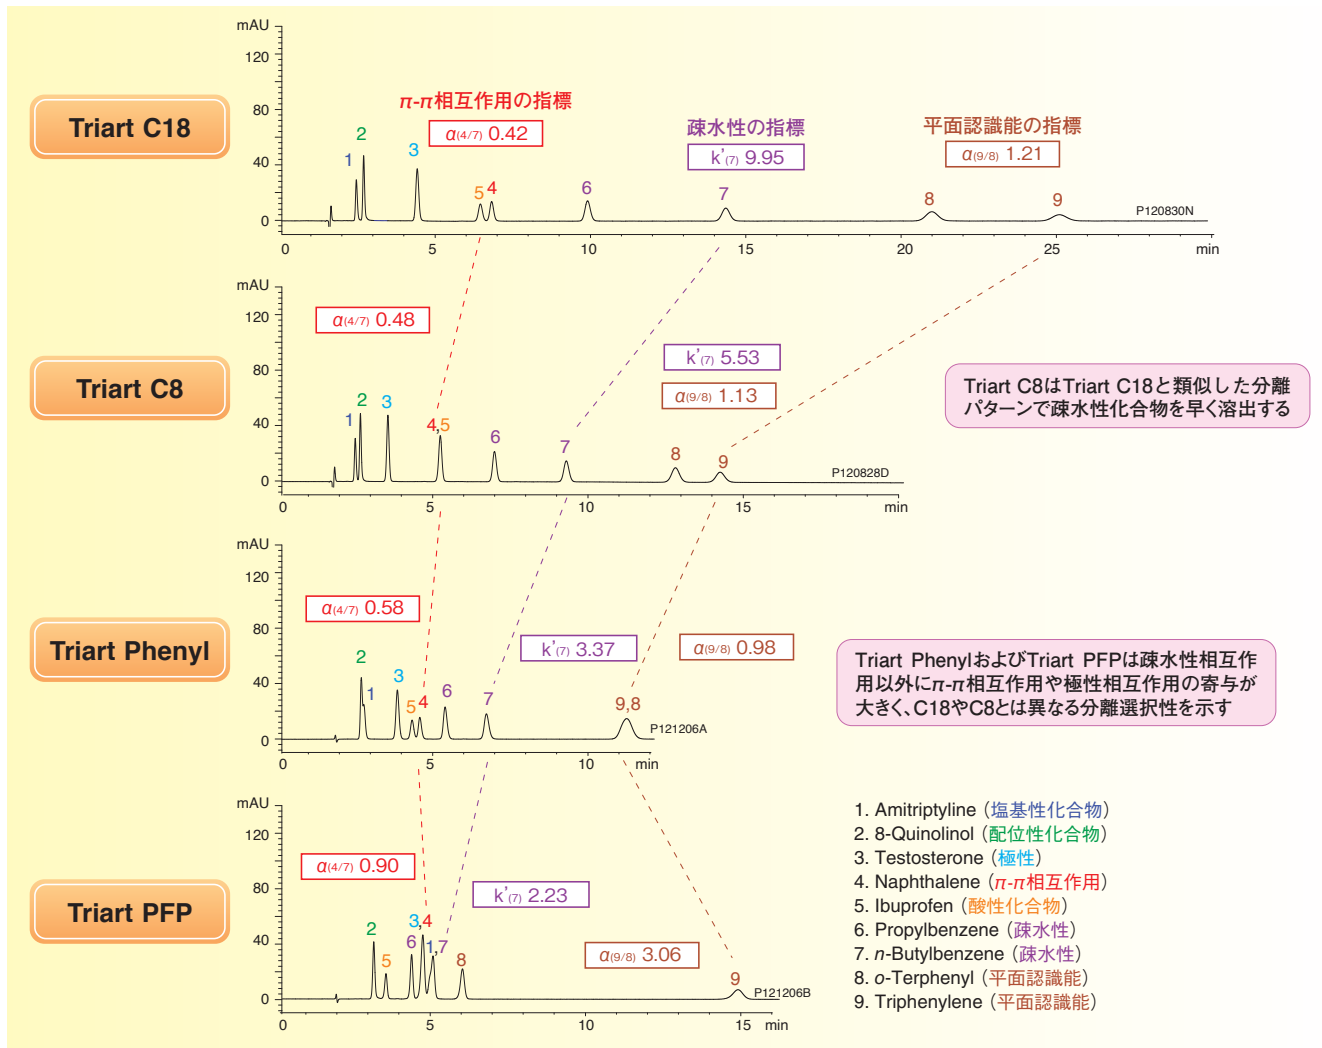 mAU
120
80
40
0
Triart C18
π-π相互作用の指標
α(4/7) 0.42
疎水性の指標
k'(7) 9.95
平面認識能の指標
α(9/8) 1.21
1
2
3
5
4
6
7
8
9
P120830N
0
5
10
15
20
25
min
mAU
120
80
40
0
Triart C8
α(4/7) 0.48
k'(7) 5.53
α(9/8) 1.13
1
2
3
4,5
6
7
8
9
P120828D
0
5
10
15
min
Triart C8はTriart C18と類似した分離
パターンで疎水性化合物を早く溶出する
mAU
120
80
40
0
Triart Phenyl
α(4/7) 0.58
k'(7) 3.37
α(9/8) 0.98
2
1
3
5
4
6
7
9,8
P121206A
0
5
10
min
Triart PhenylおよびTriart PFPは疎水性相互作
用以外にπ-π相互作用や極性相互作用の寄与が
大きく、C18やC8とは異なる分離選択性を示す
mAU
120
80
40
0
Triart PFP
α(4/7) 0.90
k'(7) 2.23
α(9/8) 3.06
2
5
6
3,4
1,7
8
9
P121206B
0
5
10
15
min
1. Amitriptyline（塩基性化合物）
2. 8-Quinolinol（配位性化合物）
3. Testosterone（極性）
4. Naphthalene（π-π相互作用）
5. Ibuprofen（酸性化合物）
6. Propylbenzene（疎水性）
7. n-Butylbenzene（疎水性）
8. o-Terphenyl（平面認識能）
9. Triphenylene（平面認識能）